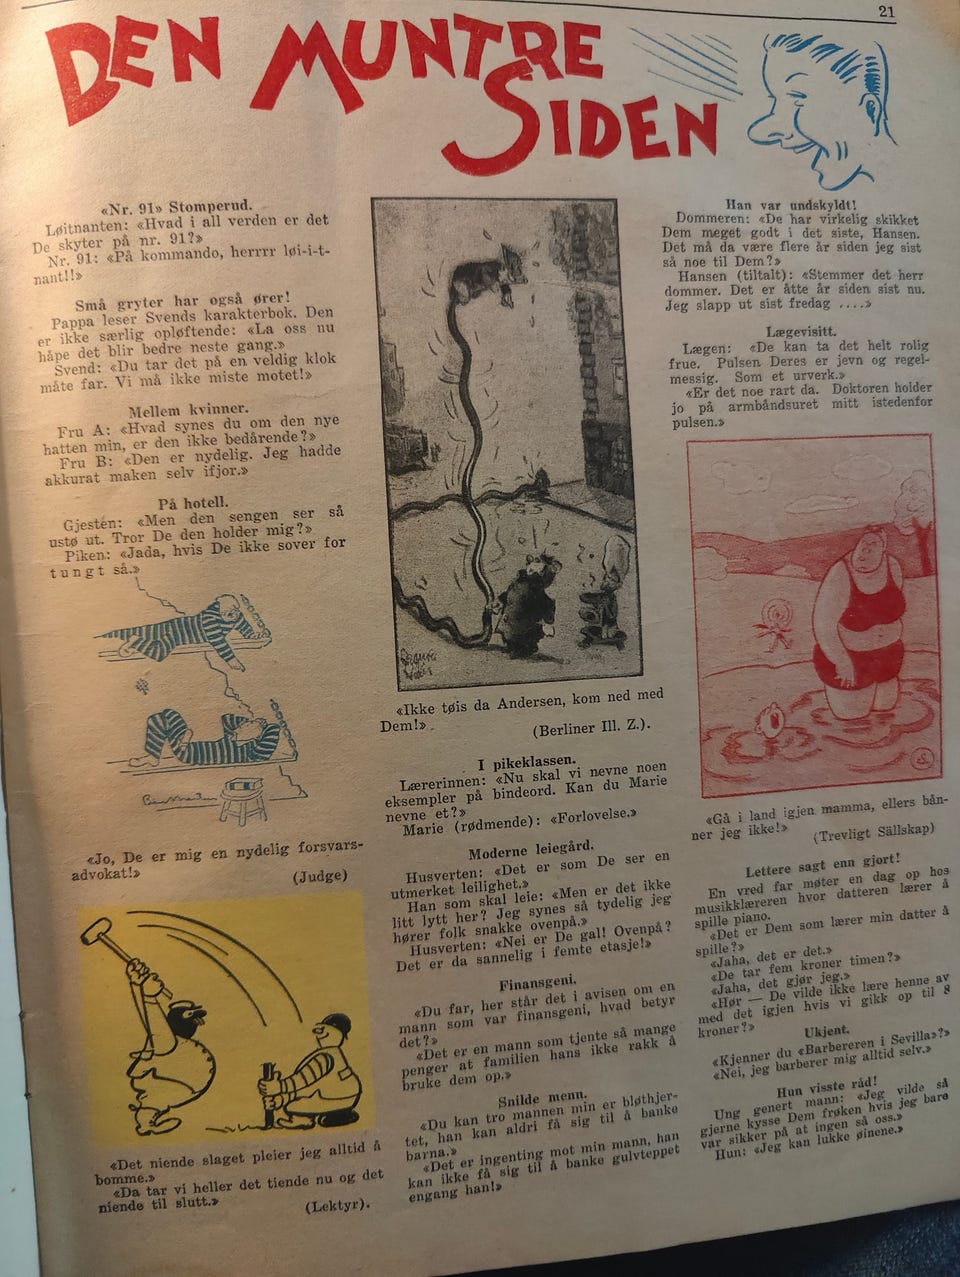 21
DEN MUNTRE
SIDEN
«Nr. 91» Stomperud.
Løitnanten: «Hvad i all verden er det
De skyter på nr. 91?»
Nr. 91: «På kommando, herrrr løi-i-t-
nant!!»
Små gryter har også ører!
Pappa leser Svends karakterbok. Den
er ikke særlig opløftende: «La oss nu
håpe det blir bedre neste gang.»
Svend: «Du tar det på en veldig klok
måte far. Vi må ikke miste motet!»
Mellem kvinner.
Fru A: «Hvad synes du om den nye
hatten min, er den ikke bedårende?»
Fru B: «Den er nydelig. Jeg hadde
akkurat maken selv ifjor.»
På hotell.
Gjesten: «Men den sengen ser så
ustø ut. Tror De den holder mig?»
Piken: «Jada, hvis De ikke sover for
tungt så.»
«Jo, De er mig en nydelig forsvars-
advokat!»
(Judge)
«Det niende slaget pleier jeg alltid å
bomme.»
«Da tar vi heller det tiende nu og det
niende til slutt.»
(Lektyr).
«Ikke tøis da Andersen, kom ned med
Dem!»
(Berliner Ill. Z.).
I pikeklassen.
Lærerinnen: «Nu skal vi nevne noen
eksempler på bindeord. Kan du Marie
nevne et?»
Marie (rødmende): «Forlovelse.»
Moderne leiegård.
Husverten: «Det er som De ser en
utmerket leilighet.»
Han som skal leie: «Men er det ikke
litt lytt her? Jeg synes så tydelig jeg
hører folk snakke ovenpå.»
Husverten: «Nei er De gal! Ovenpå?
Det er da sannelig i femte etasje!»
Finansgeni.
«Du far, her står det i avisen om en
mann som var finansgeni, hvad betyr
det?»
«Det er en mann som tjente så mange
penger at familien hans ikke rakk å
bruke dem op.»
Snilde menn.
«Du kan tro mannen min er bløthjer-
tet, han kan aldri få sig til å banke
barna.»
«Det er ingenting mot min mann, han
kan ikke få sig til å banke gulvteppet
engang han!»
Han var undskyldt!
Dommeren: «De har virkelig skikket
Dem meget godt i det siste, Hansen.
Det må da være flere år siden jeg sist
så noe til Dem?»
Hansen (tiltalt): «Stemmer det herr
dommer. Det er åtte år siden sist nu.
Jeg slapp ut sist fredag ....»
Lægevisitt.
Lægen: «De kan ta det helt rolig
frue. Pulsen Deres er jevn og regel-
messig. Som et urverk.»
«Er det noe rart da. Doktoren holder
jo på armbåndsuret mitt istedenfor
pulsen.»
«Gå i land igjen mamma, ellers bån-
ner jeg ikke!»
(Trevligt Sällskap)
Lettere sagt enn gjort!
En vred far møter en dag op hos
musikklæreren hvor datteren lærer å
spille piano.
«Det er Dem som lærer min datter å
spille?»
«Jaha, det er det.»
«De tar fem kroner timen?»
«Jaha, det gjør jeg.»
«Hør — De vilde ikke lære henne av
med det igjen hvis vi gikk op til 8
kroner?»
Ukjent.
«Kjenner du «Barbereren i Sevilla»?»
«Nei, jeg barberer mig alltid selv.»
Hun visste råd!
Ung genert mann: «Jeg vilde så
gjerne kysse Dem frøken hvis jeg bare
var sikker på at ingen så oss.»
Hun: «Jeg kan lukke øinene.»